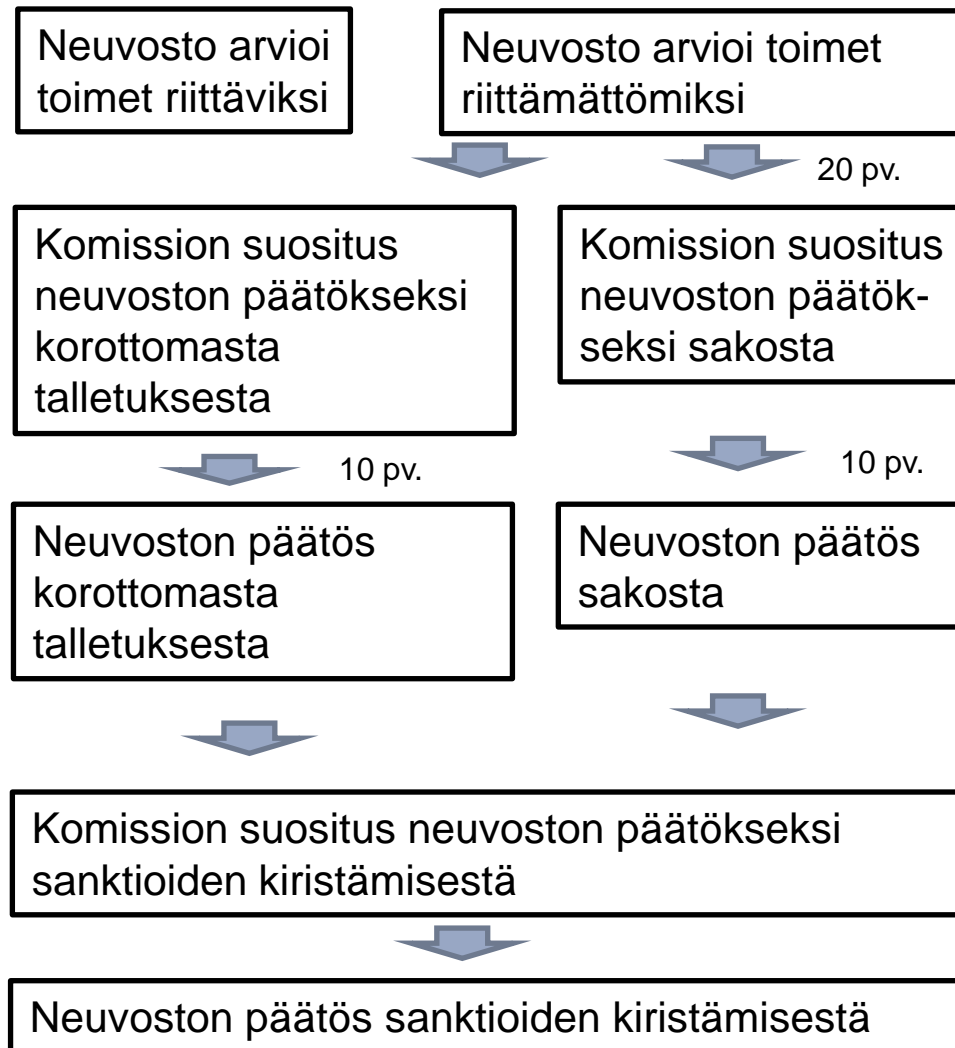 Neuvosto arvioi
toimet riittäviksi
Neuvosto arvioi toimet
riittämättömiksi
20 pv.
Komission suositus
neuvoston päätökseksi
korottomasta
talletuksesta
Komission suositus
neuvoston päätök-
seksi sakosta
10 pv.
10 pv.
Neuvoston päätös
korottomasta
talletuksesta
Neuvoston päätös
sakosta
Komission suositus neuvoston päätökseksi
sanktioiden kiristämisestä
Neuvoston päätös sanktioiden kiristämisestä